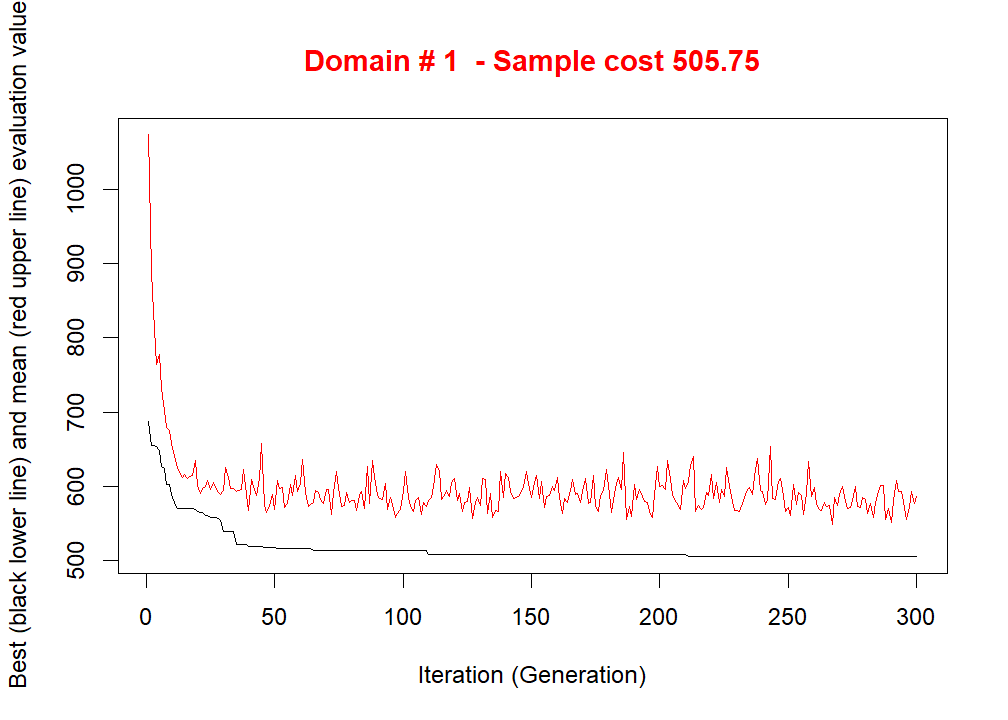 Domain # 1  - Sample cost 505.75
Best (black lower line) and mean (red upper line) evaluation value
1000
900
800
700
600
500
0 50 100 150 200 250 300
Iteration (Generation)